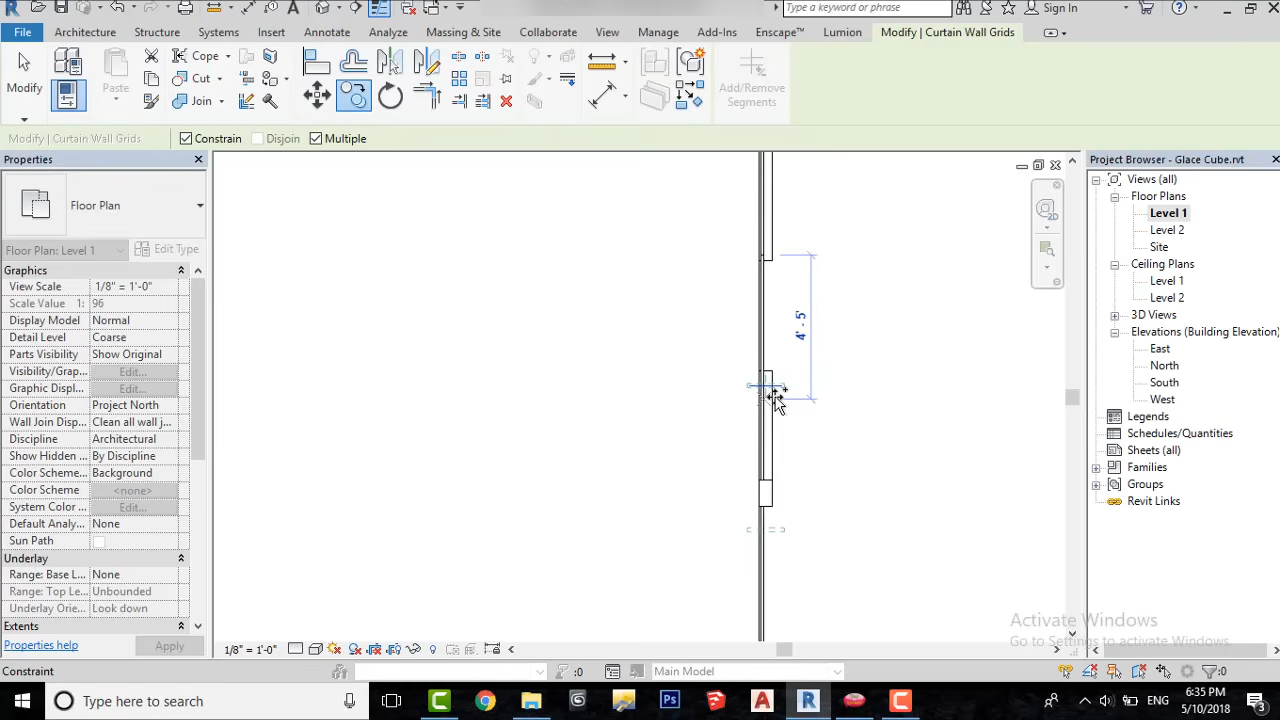 Type a keyword or phrase
Sign In
File Architecture Structure Systems Insert Annotate Analyze Massing & Site Collaborate View Manage Add-Ins Enscape™ Lumion Modify | Curtain Wall Grids
Modify
Paste
Cope
Cut
Join
Add/Remove
Segments
Modify | Curtain Wall Grids Constrain Disjoin Multiple
Properties
Floor Plan
Floor Plan: Level 1 Edit Type
Graphics
View Scale 1/8" = 1'-0"
Scale Value 1: 96
Display Model Normal
Detail Level Coarse
Parts Visibility Show Original
Visibility/Grap... Edit...
Graphic Displ... Edit...
Orientation Project North
Wall Join Disp... Clean all wall j...
Discipline Architectural
Show Hidden ... By Discipline
Color Scheme... Background
Color Scheme <none>
System Color ... Edit...
Default Analy... None
Sun Path
Underlay
Range: Base L... None
Range: Top Le... Unbounded
Underlay Orie... Look down
Extents
Properties help Apply
4' - 5"
Project Browser - Glace Cube.rvt
Views (all)
Floor Plans
Level 1
Level 2
Site
Ceiling Plans
Level 1
Level 2
3D Views
Elevations (Building Elevation)
East
North
South
West
Legends
Schedules/Quantities
Sheets (all)
Families
Groups
Revit Links
Activate Windows
Go to Settings to activate Windows.
1/8" = 1'-0"
Constraint :0 Main Model :0
Type here to search
Ps
ENG
6:35 PM
5/10/2018
3